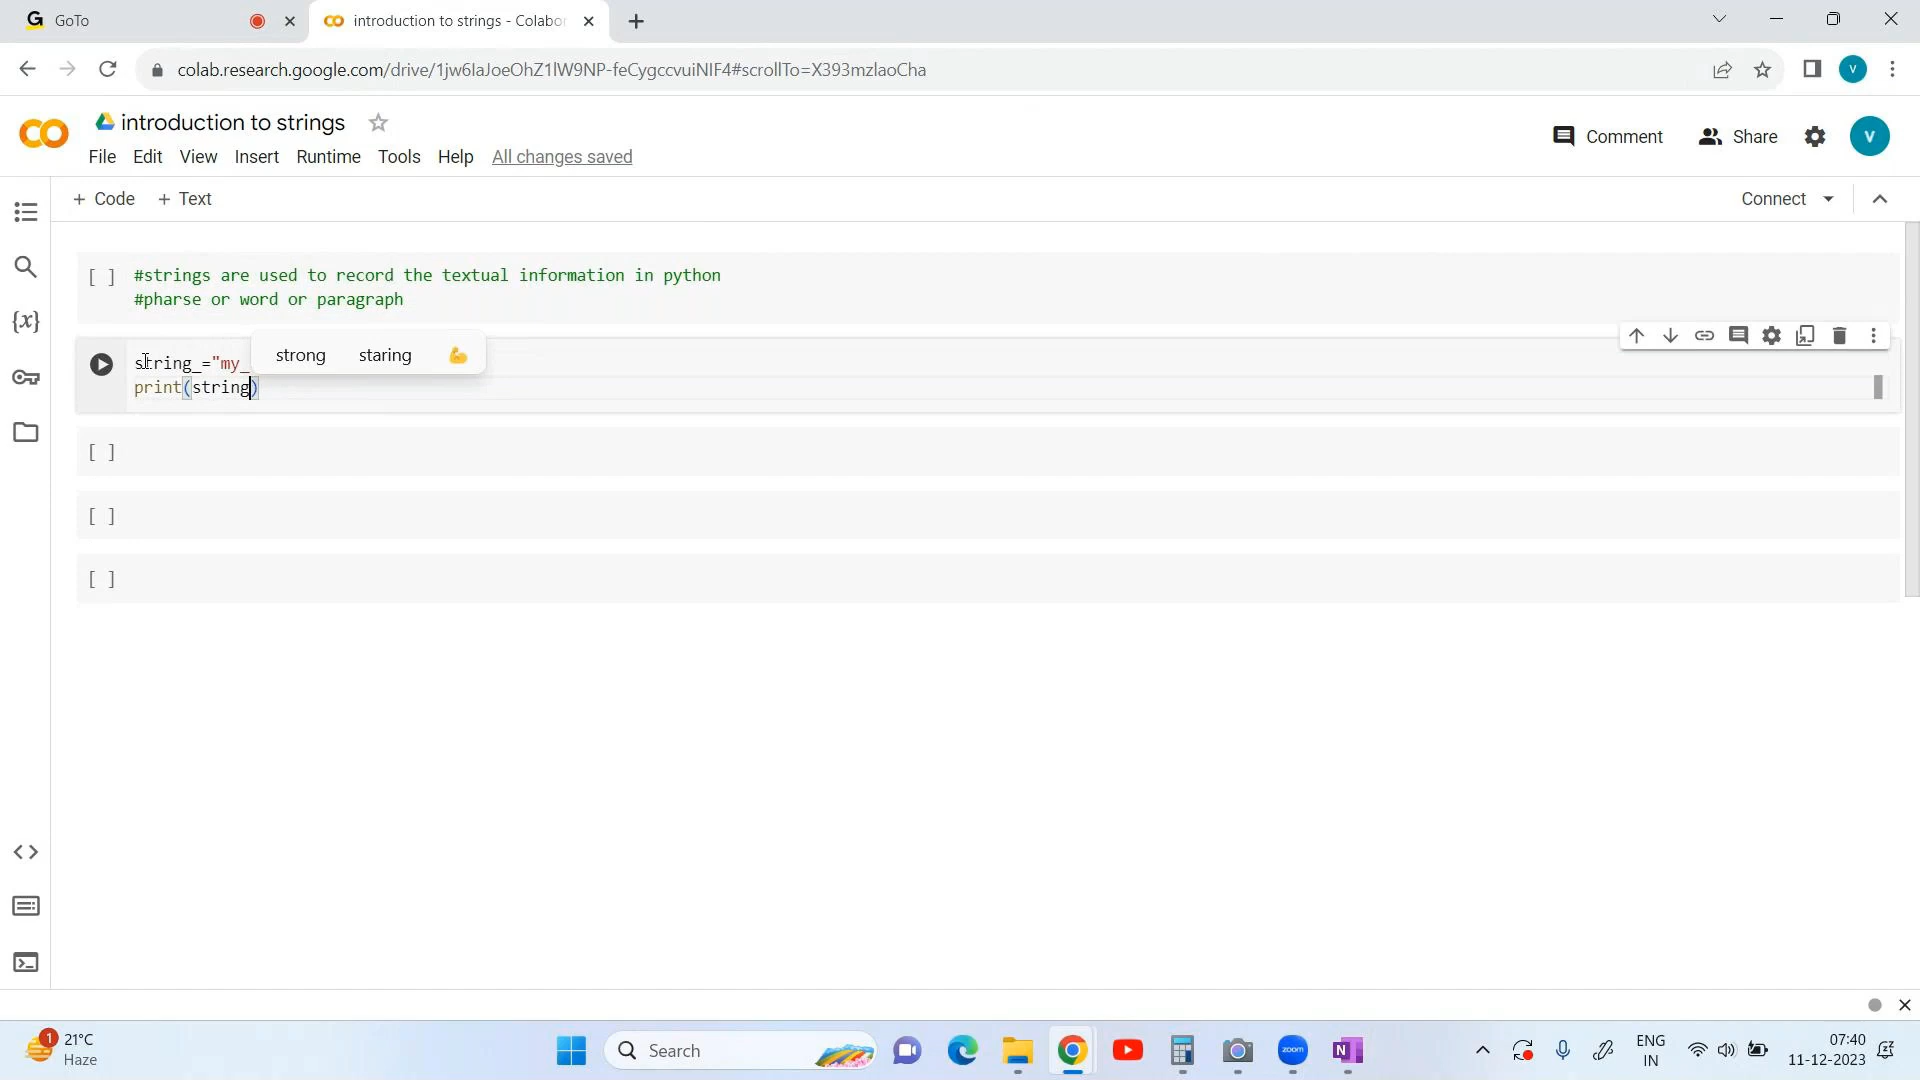 GoTo
introduction to strings - Colabor
colab.research.google.com/drive/1jw6IaJoeOhZ1lW9NP-feCygccvuiNIF4#scrollTo=X393mzlaoCha
V
introduction to strings
File Edit View Insert Runtime Tools Help All changes saved
Comment
Share
V
+ Code + Text
Connect
{x}
[ ] #strings are used to record the textual information in python
#pharse or word or paragraph
string_="my_
strong staring
print(string)
[ ]
[ ]
[ ]
1
21°C
Haze
Search
zoom
N
ENG
IN
07:40
11-12-2023